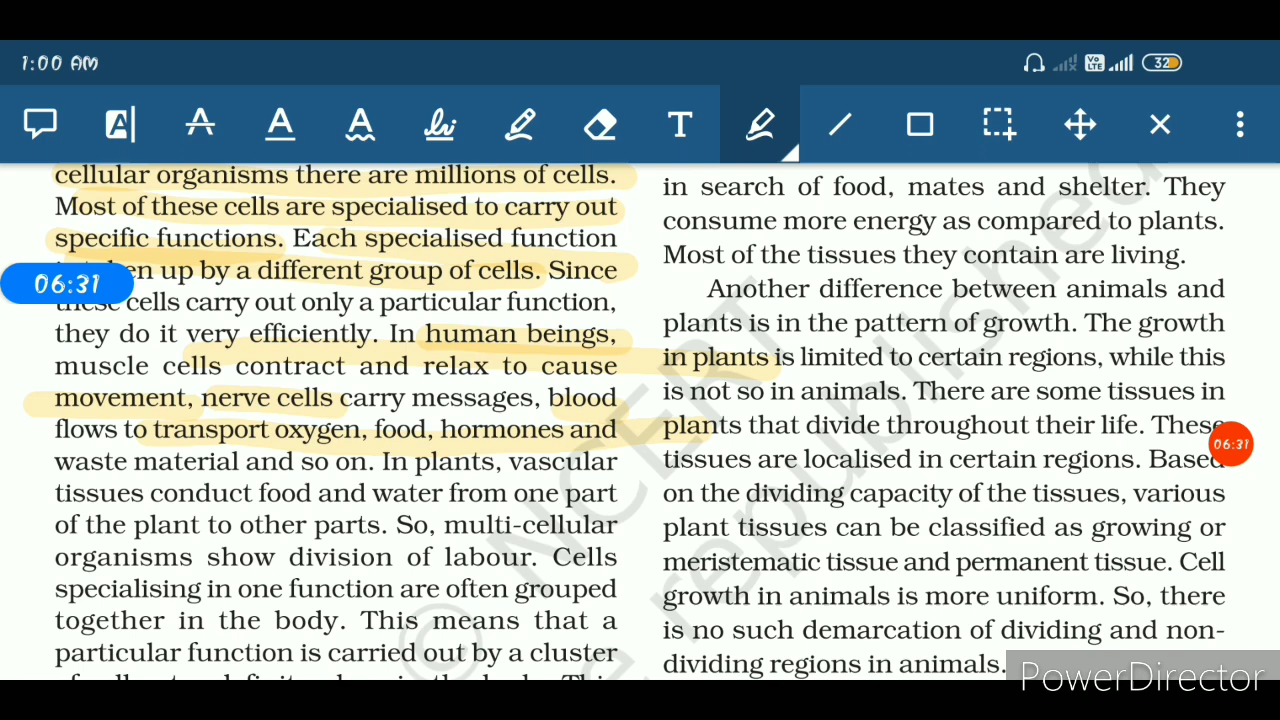 1:00 AM
Vo LTE
32
cellular organisms there are millions of cells.
Most of these cells are specialised to carry out
specific functions. Each specialised function
en up by a different group of cells. Since
06:31
these cells carry out only a particular function,
they do it very efficiently. In human beings,
muscle cells contract and relax to cause
movement, nerve cells carry messages, blood
flows to transport oxygen, food, hormones and
waste material and so on. In plants, vascular
tissues conduct food and water from one part
of the plant to other parts. So, multi-cellular
organisms show division of labour. Cells
specialising in one function are often grouped
together in the body. This means that a
particular function is carried out by a cluster
in search of food, mates and shelter. They
consume more energy as compared to plants.
Most of the tissues they contain are living.
Another difference between animals and
plants is in the pattern of growth. The growth
in plants is limited to certain regions, while this
is not so in animals. There are some tissues in
plants that divide throughout their life. These
06:31
tissues are localised in certain regions. Based
on the dividing capacity of the tissues, various
plant tissues can be classified as growing or
meristematic tissue and permanent tissue. Cell
growth in animals is more uniform. So, there
is no such demarcation of dividing and non-
dividing regions in animals.
© NCERT
e republished
PowerDirector